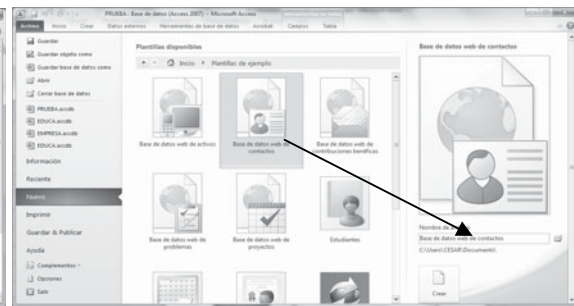 PRUEBA : Base de datos (Access 2007) - Microsoft Access
Archivo Inicio Crear Datos externos Herramientas de base de datos Acrobat Campos Tabla
Guardar
Guardar objeto como
Guardar base de datos como
Abrir
Cerrar base de datos
PRUEBA.accdb
EDUCA.accdb
EMPRESA.accdb
EDUCA.accdb
Información
Reciente
Nuevo
Imprimir
Guardar & Publicar
Ayuda
Complementos
Opciones
Salir
Plantillas disponibles
Inicio Plantillas de ejemplo
Base de datos web de activos
Base de datos web de contactos
Base de datos web de contribuciones benéficas
Base de datos web de problemas
Base de datos web de proyectos
Estudiantes
Base de datos web de contactos
Nombre de
Base de datos web de contactos
C:\Users\CESAR\Documents\
Crear